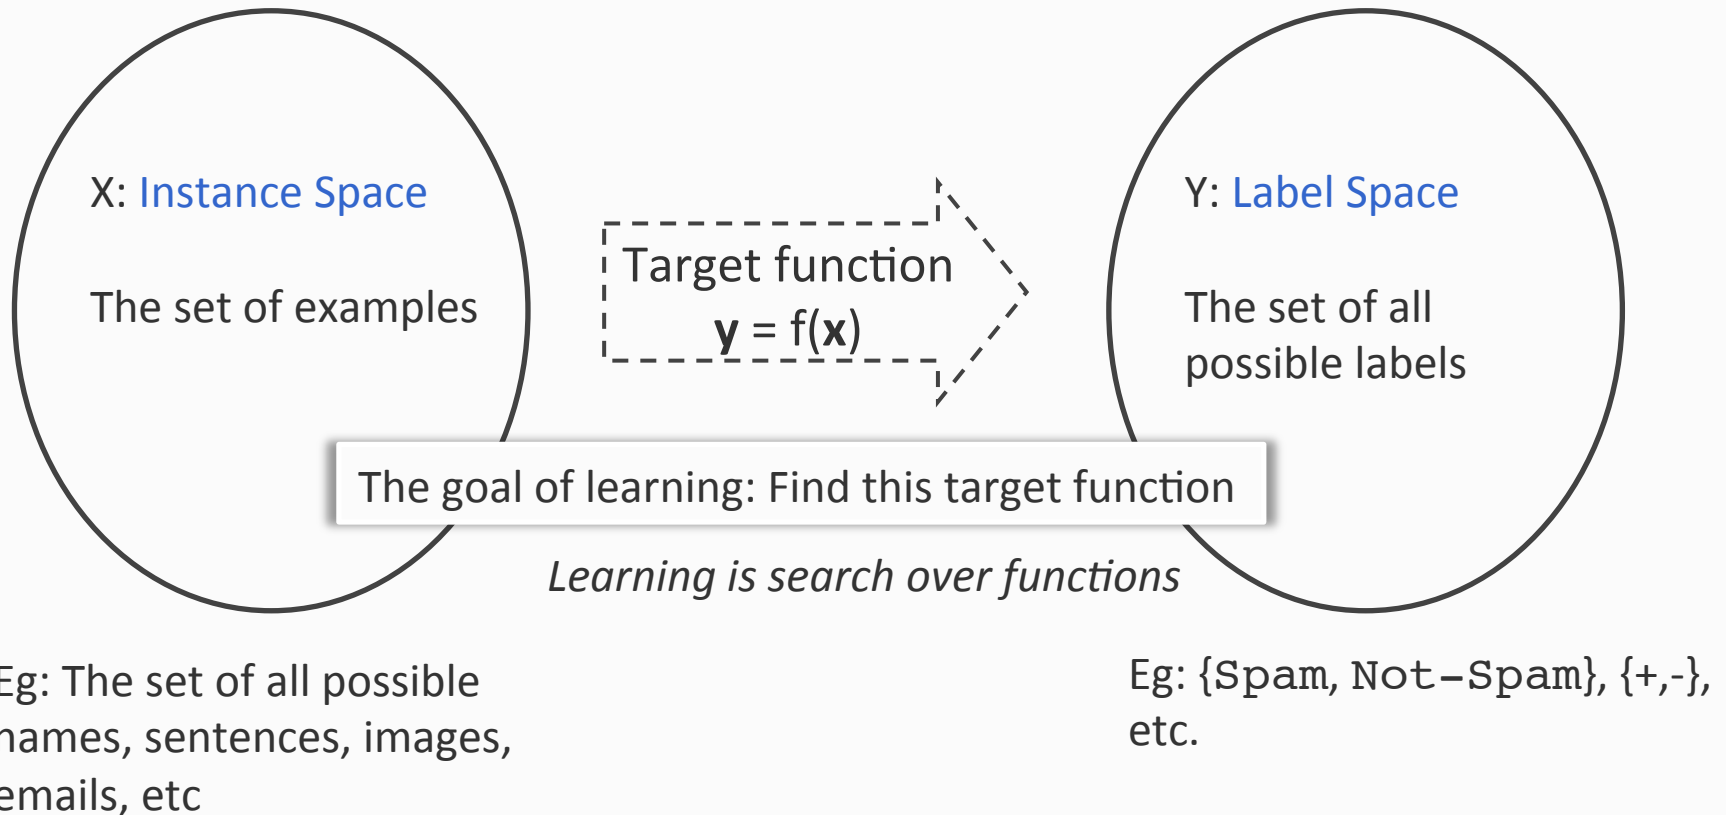 X: Instance Space
The set of examples
Target function
y = f(x)
Y: Label Space
The set of all
possible labels
The goal of learning: Find this target function
Learning is search over functions
Eg: The set of all possible
names, sentences, images,
emails, etc
Eg: {Spam, Not-Spam}, {+,-},
etc.